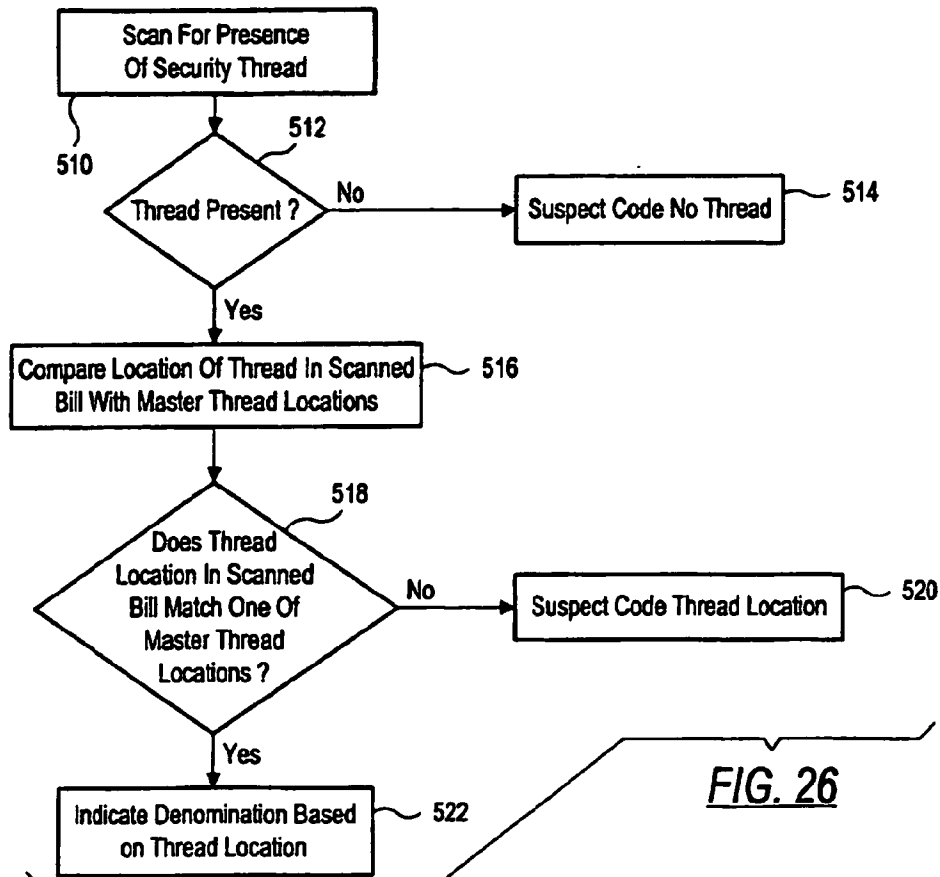 Scan For Presence
Of Security Thread
510
512
Thread Present ?
No
Suspect Code No Thread
514
Yes
Compare Location Of Thread In Scanned
Bill With Master Thread Locations
516
518
Does Thread
Location In Scanned
Bill Match One Of
Master Thread
Locations ?
No
Suspect Code Thread Location
520
Yes
Indicate Denomination Based
on Thread Location
522
FIG. 26